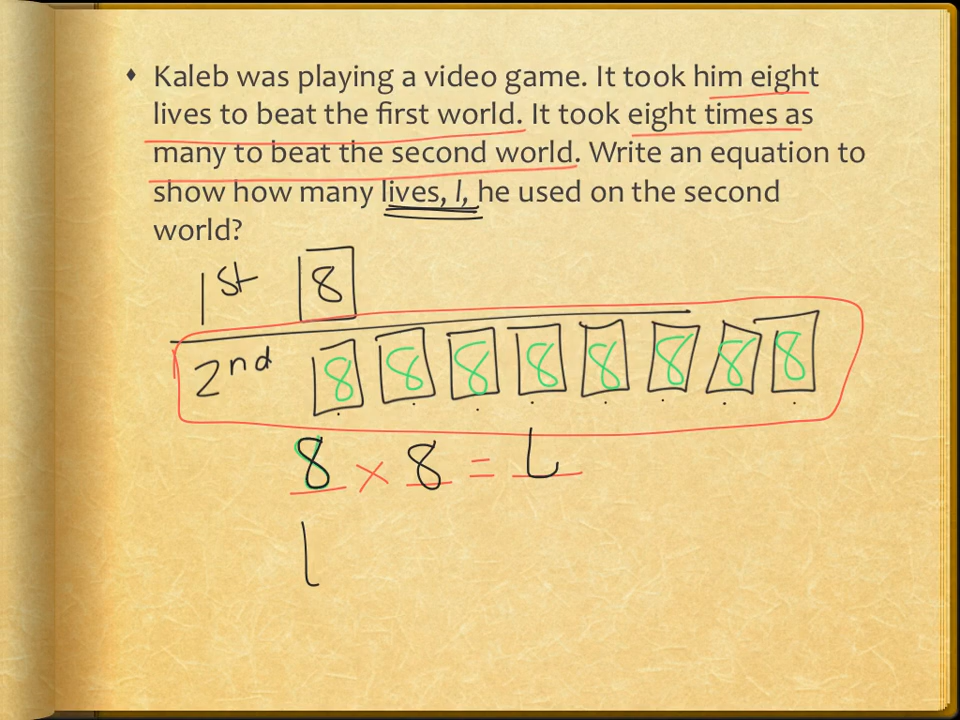 Kaleb was playing a video game. It took him eight
lives to beat the first world. It took eight times as
many to beat the second world. Write an equation to
show how many lives, l, he used on the second
world?
1st 8
2nd 8 8 8 8 8 8 8 8
8 × 8 = L
l